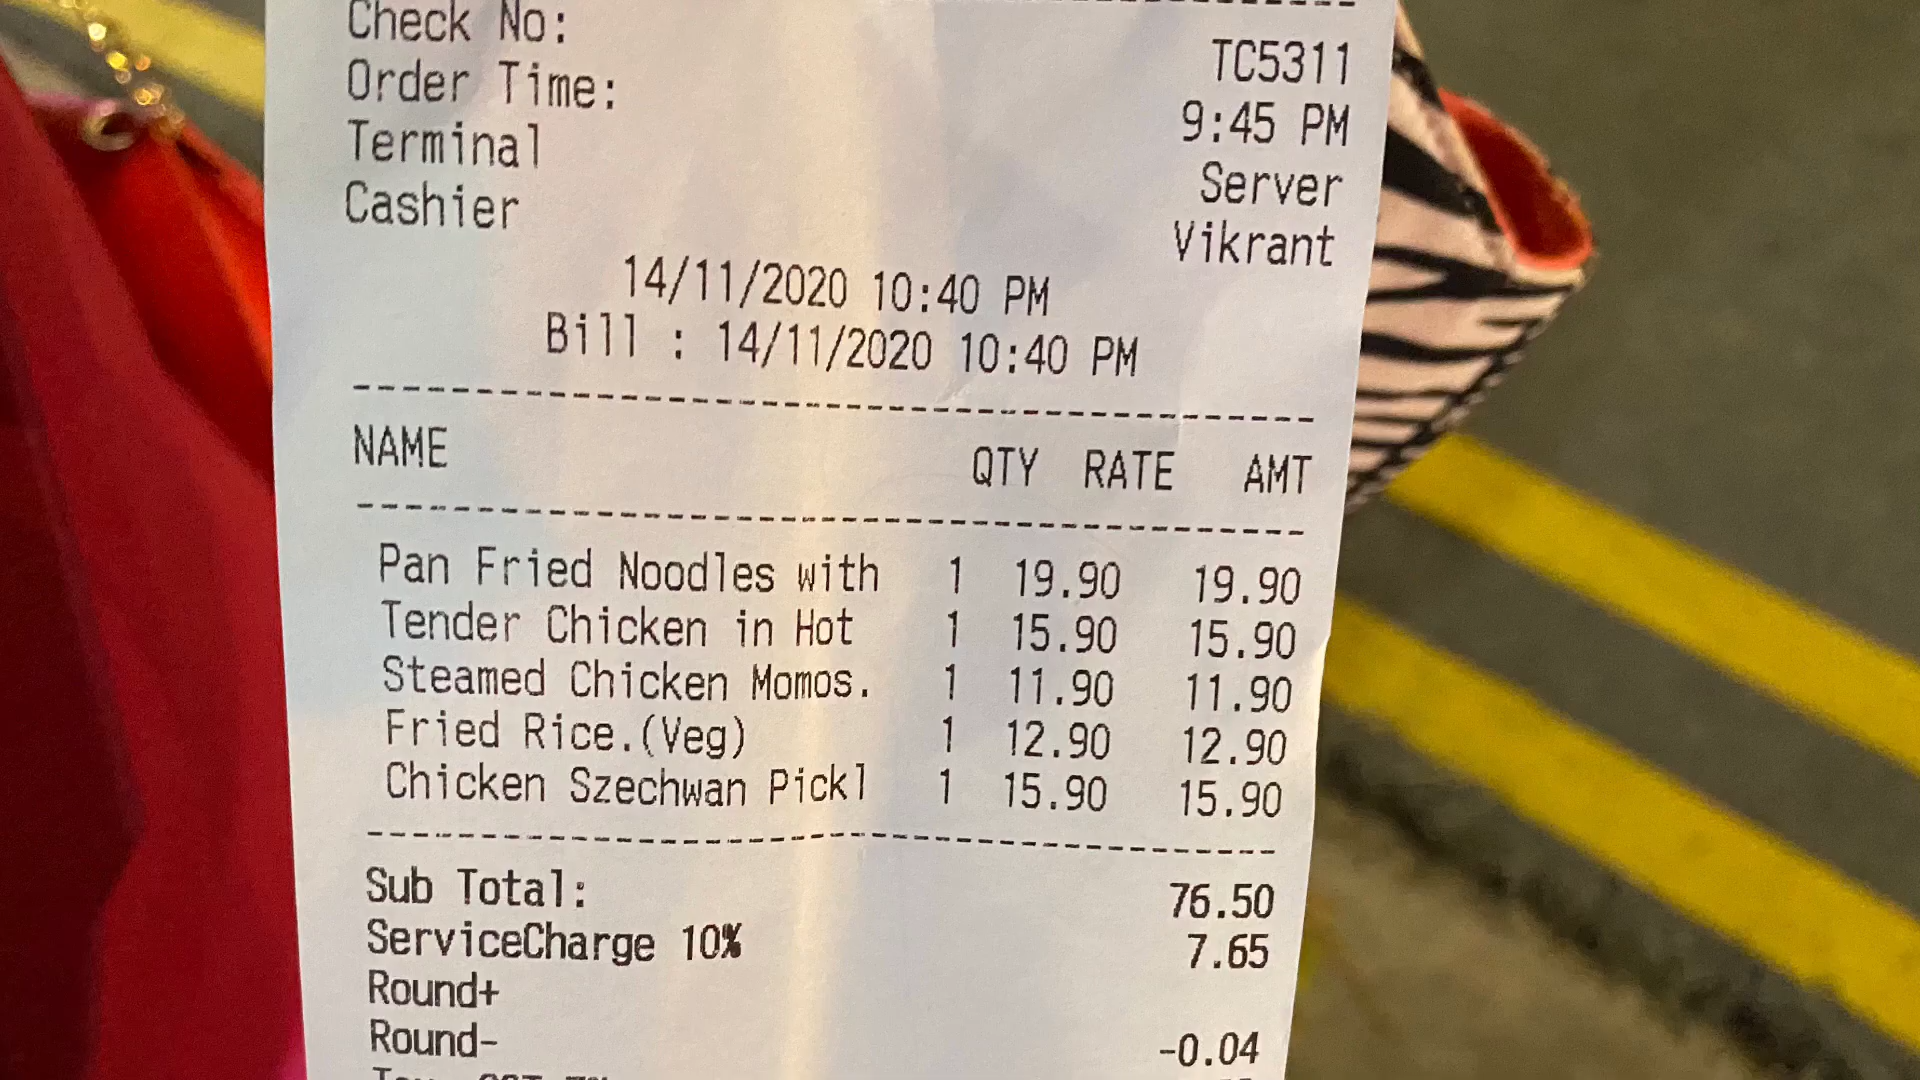 Check No: TC5311
Order Time: 9:45 PM
Terminal Server
Cashier Vikrant
14/11/2020 10:40 PM
Bill : 14/11/2020 10:40 PM
NAME QTY RATE AMT
Pan Fried Noodles with 1 19.90 19.90
Tender Chicken in Hot 1 15.90 15.90
Steamed Chicken Momos. 1 11.90 11.90
Fried Rice.(Veg) 1 12.90 12.90
Chicken Szechwan Pickl 1 15.90 15.90
Sub Total: 76.50
ServiceCharge 10% 7.65
Round+
Round- -0.04